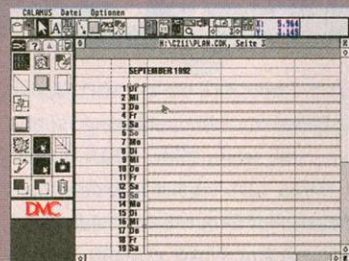 CALAMUS Datei Optionen
X: 5.964
Y: 3.143
H:\C2ii\PLAN.CDK, Seite 3
SEPTEMBER 1992
1 Di
2 Mi
3 Do
4 Fr
5 Sa
6 So
7 Mo
8 Di
9 Mi
10 Do
11 Fr
12 Sa
13 So
14 Mo
15 Di
16 Mi
17 Do
18 Fr
19 Sa
DMC